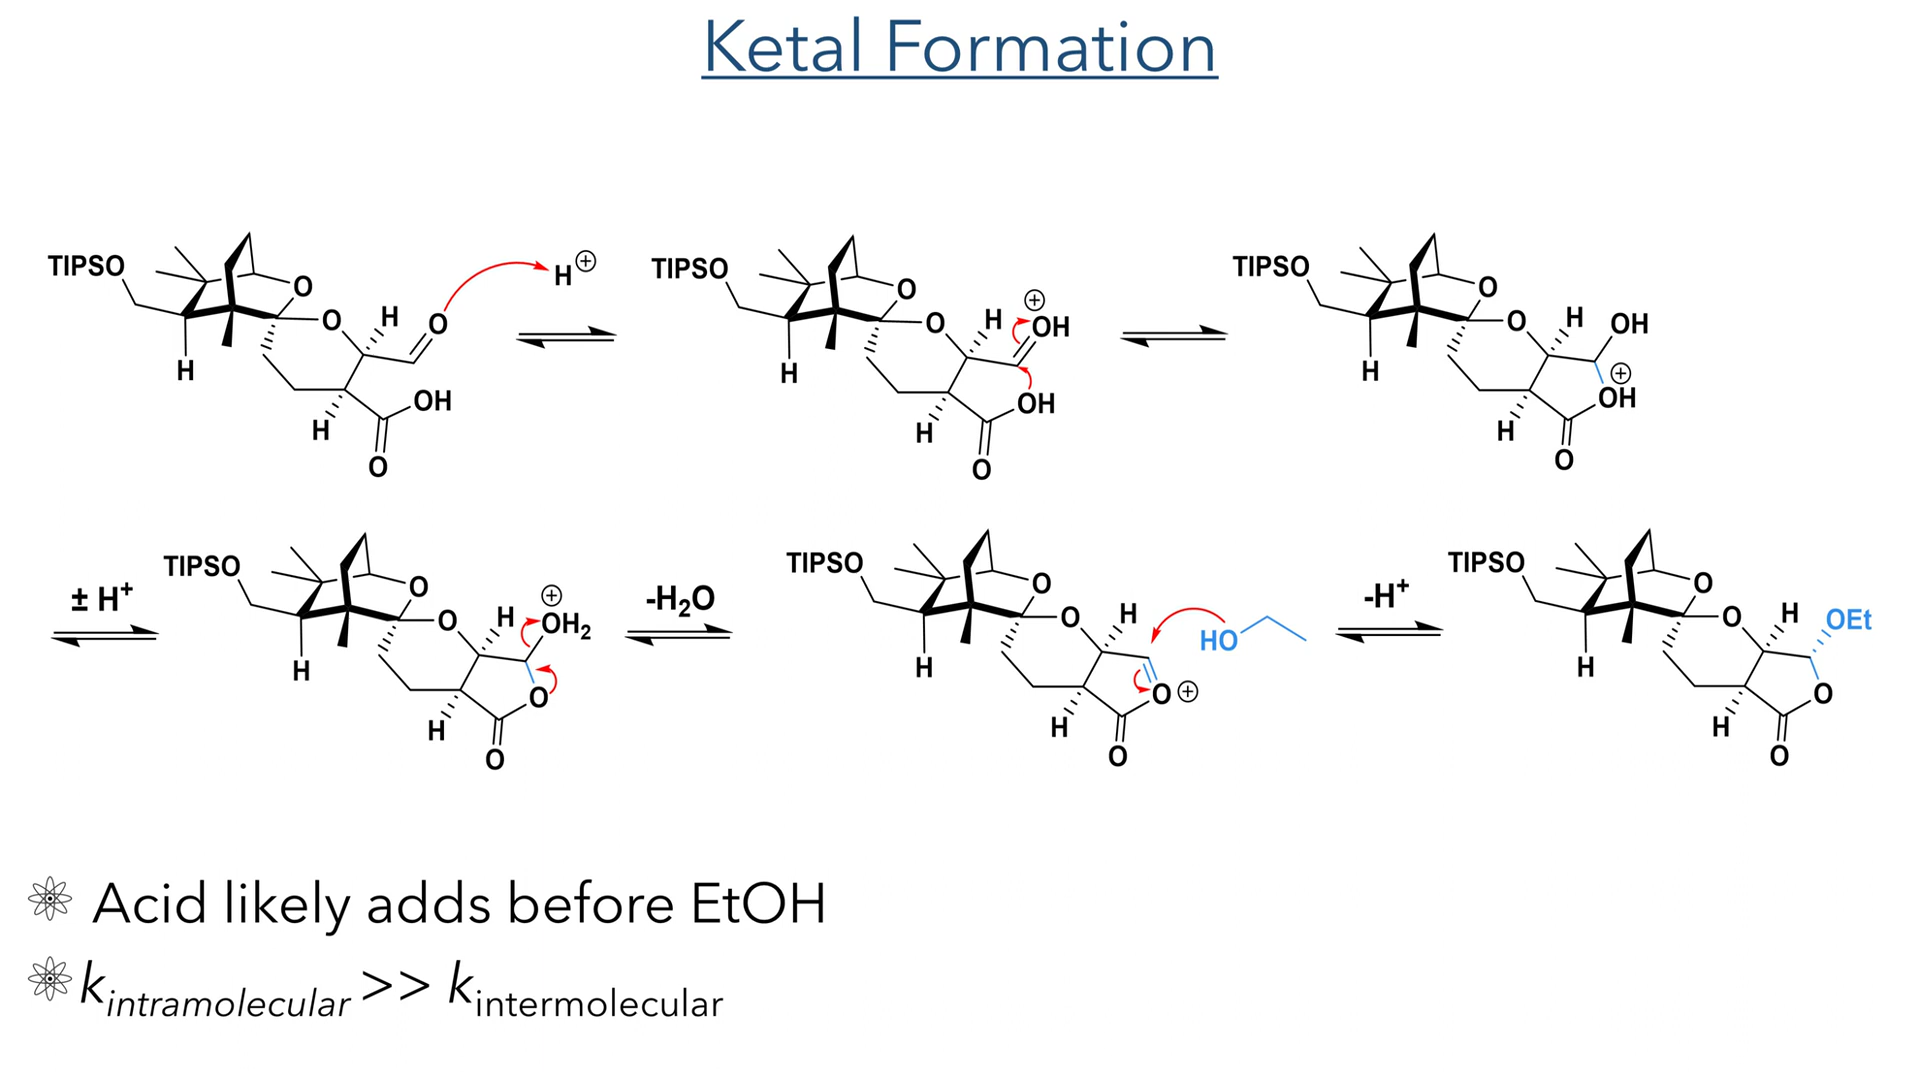 Ketal Formation
TIPSO O O H O H⊕
H H OH O
TIPSO O O H ⊕ OH
H H OH O
TIPSO O O H OH
H H ⊕ OH O
± H⁺
TIPSO O O H ⊕ OH₂
H H O O
-H₂O
TIPSO O O H HO
H H O ⊕ O
-H⁺
TIPSO O O H OEt
H H O O
Acid likely adds before EtOH
kintramolecular >> kintermolecular